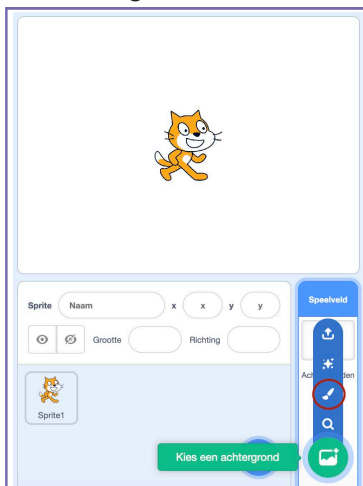 Sprite Naam x x y y Speelveld
Grootte Richting
Sprite1
Kies een achtergrond